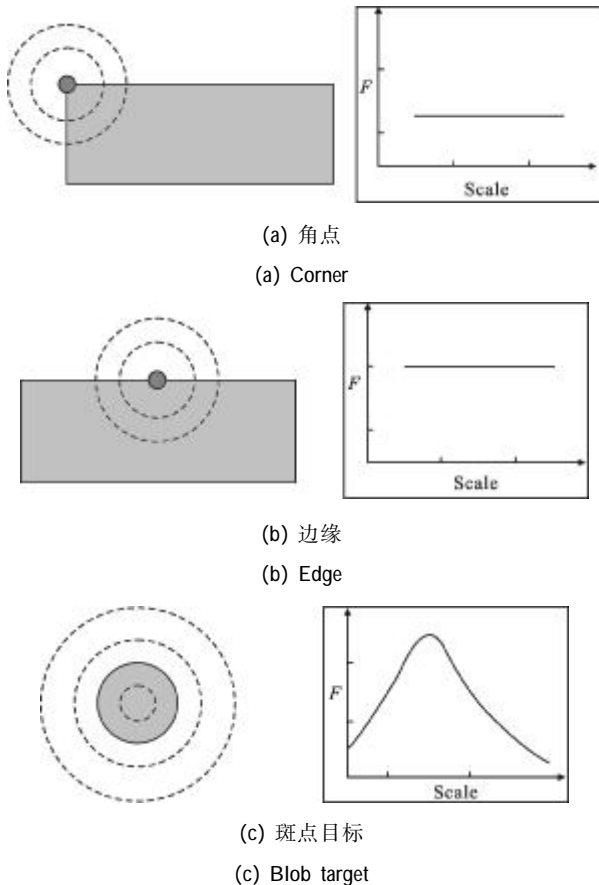 F
Scale
(a) 角点
(a) Corner
F
Scale
(b) 边缘
(b) Edge
F
Scale
(c) 斑点目标
(c) Blob target